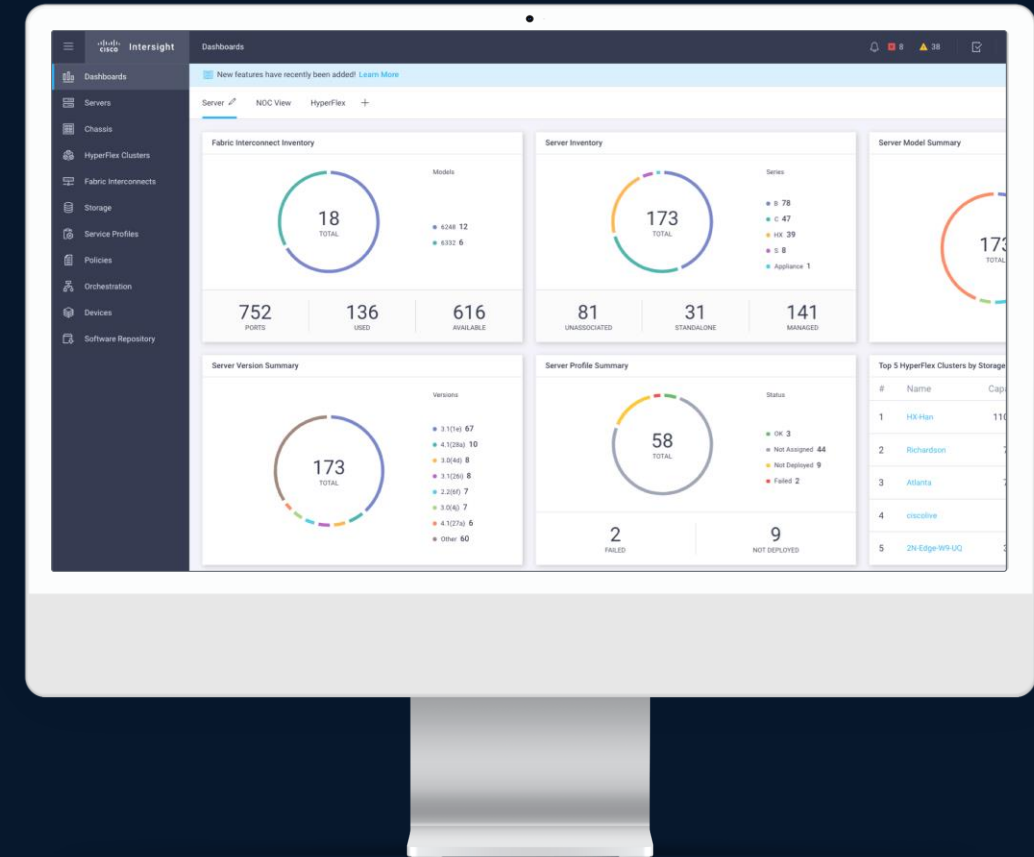 cisco Intersight
Dashboards
8
38
Dashboards
Servers
Chassis
HyperFlex Clusters
Fabric Interconnects
Storage
Service Profiles
Policies
Orchestration
Devices
Software Repository
New features have recently been added! Learn More
Server
NOC View
HyperFlex
+
Fabric Interconnect Inventory
18
TOTAL
Models
6248 12
6332 6
752
PORTS
136
USED
616
AVAILABLE
Server Inventory
173
TOTAL
Series
B 78
C 47
HX 39
S 8
Appliance 1
81
UNASSOCIATED
31
STANDALONE
141
MANAGED
Server Model Summary
173
TOTAL
Server Version Summary
173
TOTAL
Versions
3.1(1e) 67
4.1(28a) 10
3.0(4d) 8
3.1(26i) 8
2.2(6f) 7
3.0(4j) 7
4.1(27a) 6
Other 60
Server Profile Summary
58
TOTAL
Status
OK 3
Not Assigned 44
Not Deployed 9
Failed 2
2
FAILED
9
NOT DEPLOYED
Top 5 HyperFlex Clusters by Storage
# Name
1 HX-Han 110
2 Richardson
3 Atlanta
4 ciscolive
5 2N-Edge-W9-UQ